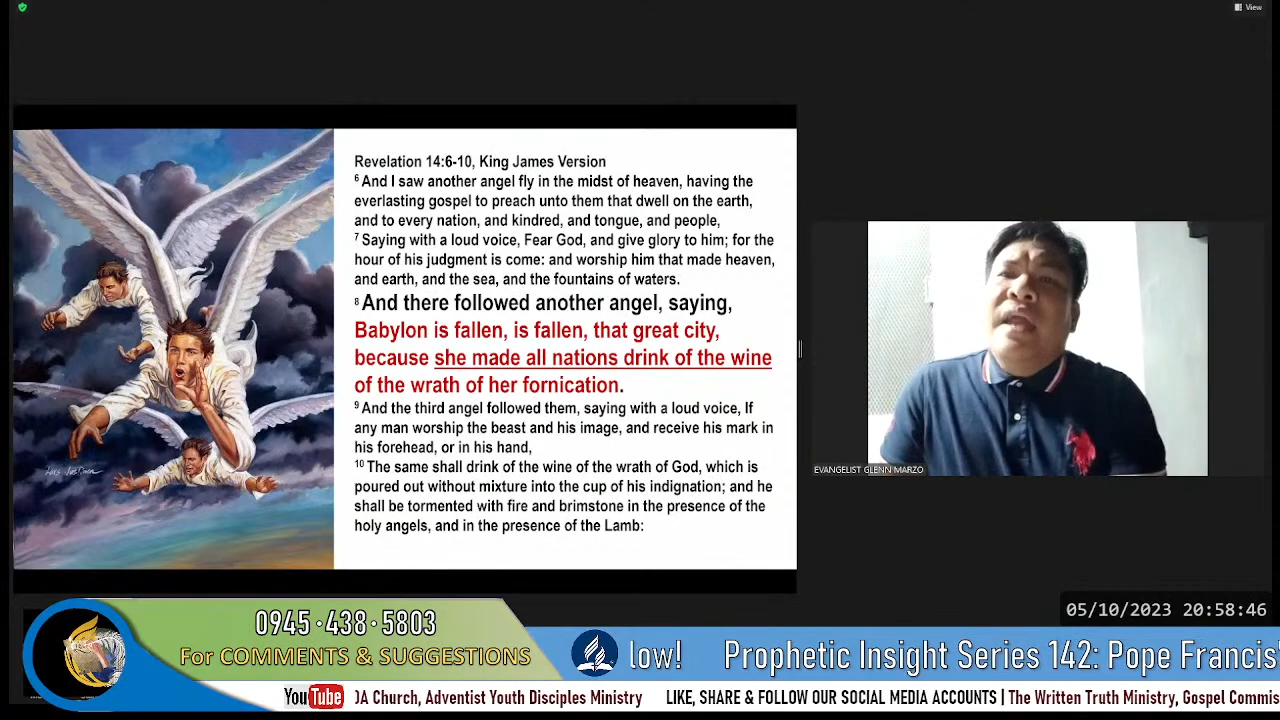 View
Revelation 14:6-10, King James Version
6 And I saw another angel fly in the midst of heaven, having the
everlasting gospel to preach unto them that dwell on the earth,
and to every nation, and kindred, and tongue, and people,
7 Saying with a loud voice, Fear God, and give glory to him; for the
hour of his judgment is come: and worship him that made heaven,
and earth, and the sea, and the fountains of waters.
8 And there followed another angel, saying,
Babylon is fallen, is fallen, that great city,
because she made all nations drink of the wine
of the wrath of her fornication.
9 And the third angel followed them, saying with a loud voice, If
any man worship the beast and his image, and receive his mark in
his forehead, or in his hand,
10 The same shall drink of the wine of the wrath of God, which is
poured out without mixture into the cup of his indignation; and he
shall be tormented with fire and brimstone in the presence of the
holy angels, and in the presence of the Lamb:
EVANGELIST GLENN MARZO
05/10/2023 20:58:46
0945·438·5803
For COMMENTS & SUGGESTIONS
low! Prophetic Insight Series 142: Pope Francis'
YouTube DA Church, Adventist Youth Disciples Ministry LIKE, SHARE & FOLLOW OUR SOCIAL MEDIA ACCOUNTS | The Written Truth Ministry, Gospel Commis